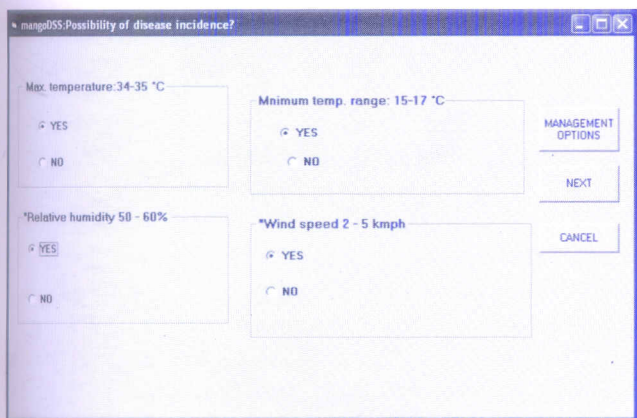 mangoDSS:Possibility of disease incidence?
Max. temperature:34-35 °C
YES
NO
Mnimum temp. range: 15-17 °C
YES
NO
MANAGEMENT
OPTIONS
NEXT
CANCEL
*Relative humidity 50 - 60%
YES
NO
*Wind speed 2 - 5 kmph
YES
NO